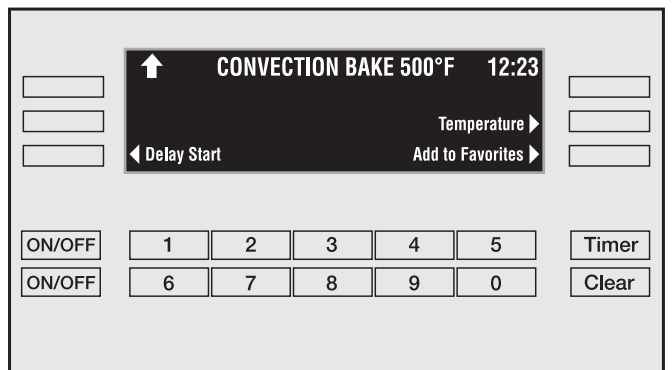 CONVECTION BAKE 500°F 12:23
Temperature
Delay Start Add to Favorites
ON/OFF 1 2 3 4 5 Timer
ON/OFF 6 7 8 9 0 Clear